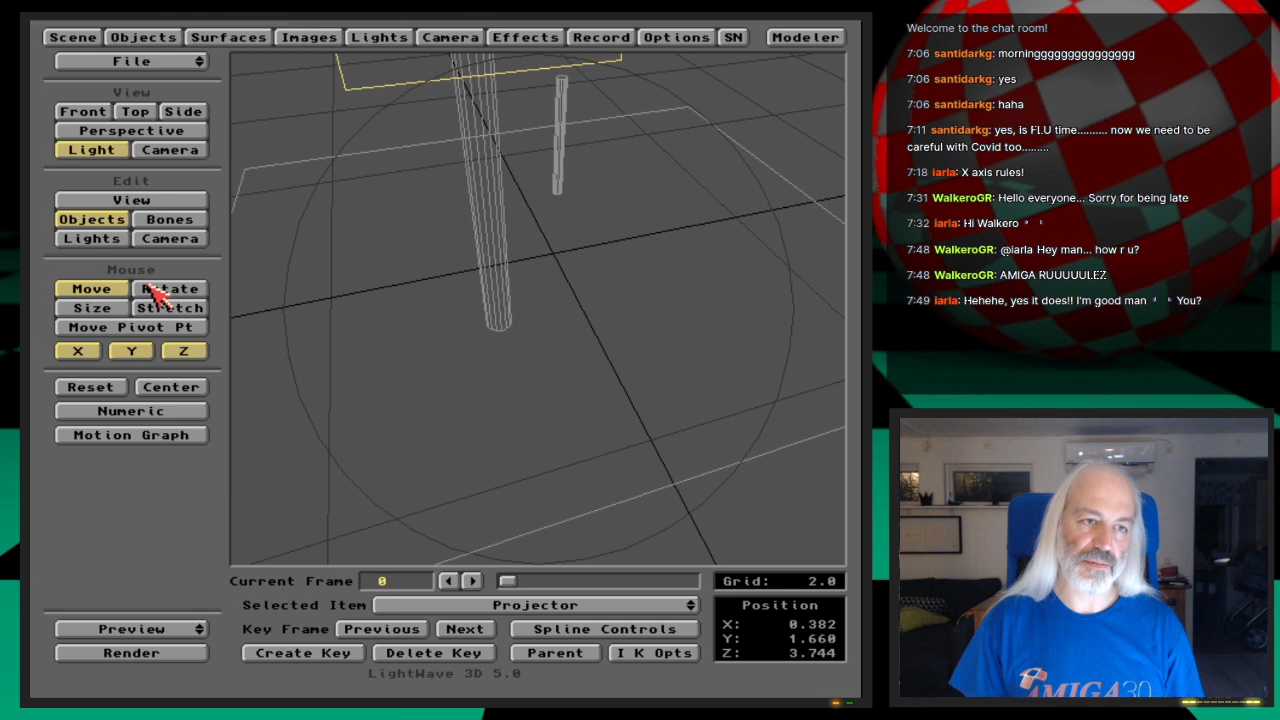 Scene Objects Surfaces Images Lights Camera Effects Record Options SN Modeler
File
View
Front Top Side
Perspective
Light Camera
Edit
View
Objects Bones
Lights Camera
Mouse
Move
Size Stretch
Move Pivot Pt
X Y Z
Reset Center
Numeric
Motion Graph
Preview
Render
Current Frame 0
Grid: 2.0
Selected Item Projector
Position
X: 0.382
Y: 1.660
Z: 3.744
Key Frame Previous Next Spline Controls
Create Key Delete Key Parent I K Opts
LightWave 3D 5.0
Welcome to the chat room!
7:06 santidarkg: morninggggggggggggggg
7:06 santidarkg: yes
7:06 santidarkg: haha
7:11 santidarkg: yes, is FLU time.......... now we need to be
careful with Covid too.........
7:18 iarla: X axis rules!
7:31 WalkeroGR: Hello everyone... Sorry for being late
7:32 iarla: Hi Walkero
7:48 WalkeroGR: @iarla Hey man... how r u?
7:48 WalkeroGR: AMIGA RUUUUULEZ
7:49 iarla: Hehehe, yes it does!! I'm good man You?
AMIGA30